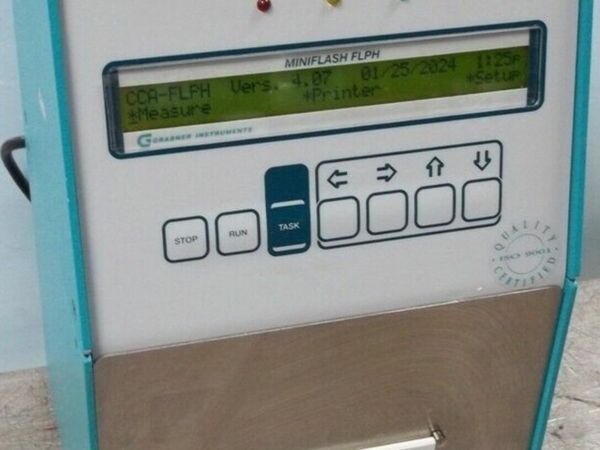 MINIFLASH FLPH
CCA-FLPH Vers. 4.07 01/25/2024 1:25P
*Measure *Printer *Setup
GRABNER INSTRUMENTS
STOP
RUN
TASK
QUALITY
ISO 9001
CERTIFIED